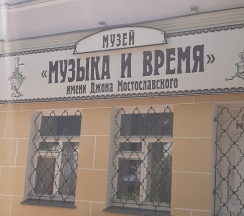 МУЗЕЙ
«МУЗЫКА И ВРЕМЯ»
имени Джона Мостославского